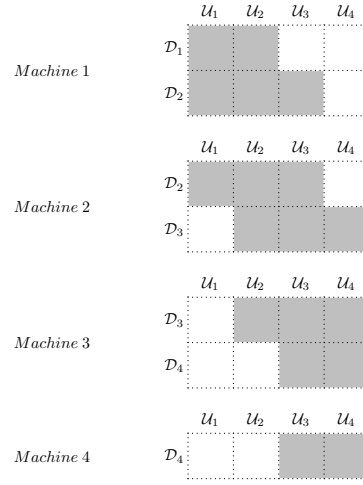 𝒰₁ 𝒰₂ 𝒰₃ 𝒰₄
𝒟₁
Machine 1
𝒟₂
𝒰₁ 𝒰₂ 𝒰₃ 𝒰₄
𝒟₂
Machine 2
𝒟₃
𝒰₁ 𝒰₂ 𝒰₃ 𝒰₄
𝒟₃
Machine 3
𝒟₄
𝒰₁ 𝒰₂ 𝒰₃ 𝒰₄
Machine 4 𝒟₄